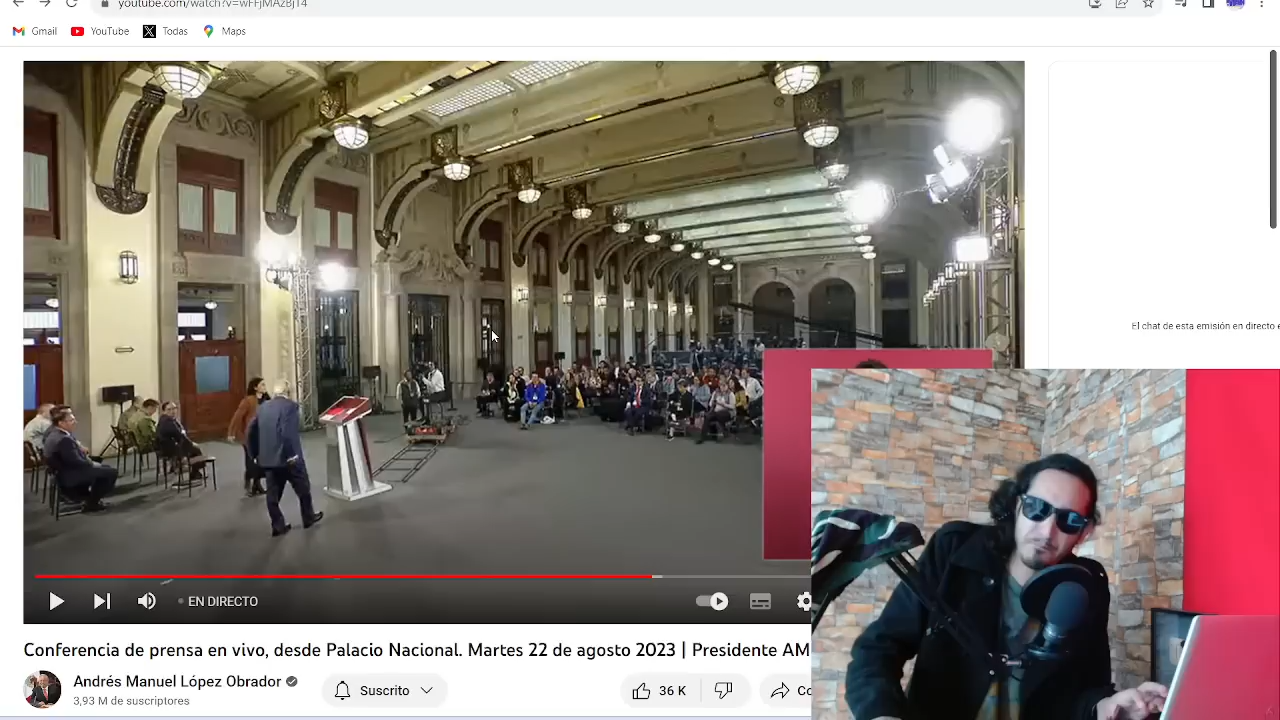 youtube.com/watch?v=wFFjMAzBjT4
Gmail
YouTube
Todas
Maps
El chat de esta emisión en directo e
EN DIRECTO
Conferencia de prensa en vivo, desde Palacio Nacional. Martes 22 de agosto 2023 | Presidente AM
Andrés Manuel López Obrador
3,93 M de suscriptores
Suscrito
36 K
Co